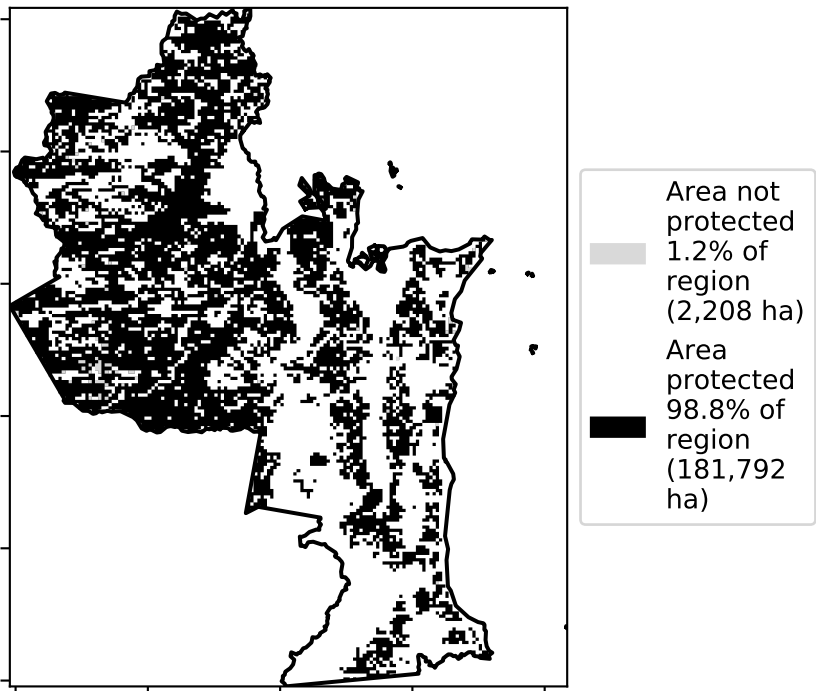 Area not
protected
1.2% of
region
(2,208 ha)
Area
protected
98.8% of
region
(181,792
ha)